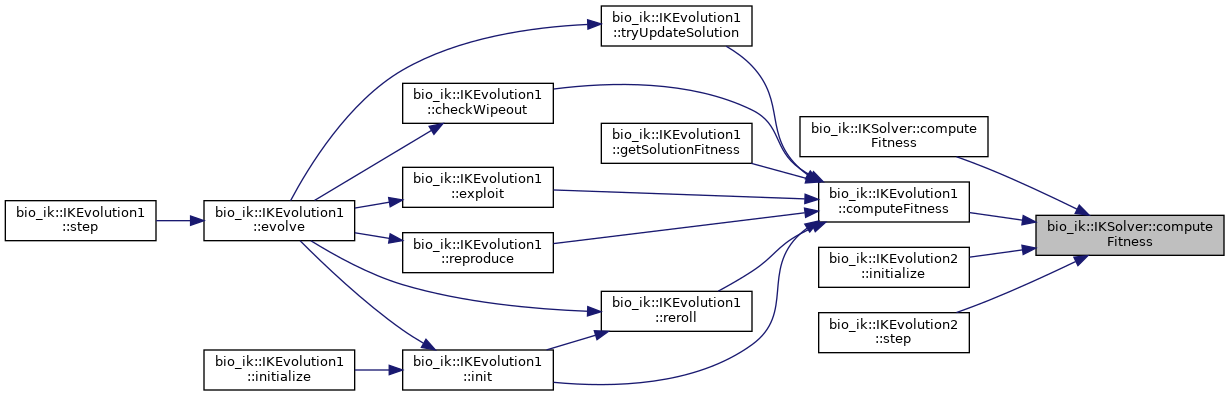 bio_ik::IKEvolution1
::step
bio_ik::IKEvolution1
::evolve
bio_ik::IKEvolution1
::initialize
bio_ik::IKEvolution1
::checkWipeout
bio_ik::IKEvolution1
::exploit
bio_ik::IKEvolution1
::reproduce
bio_ik::IKEvolution1
::init
bio_ik::IKEvolution1
::tryUpdateSolution
bio_ik::IKEvolution1
::getSolutionFitness
bio_ik::IKEvolution1
::reroll
bio_ik::IKSolver::compute
Fitness
bio_ik::IKEvolution1
::computeFitness
bio_ik::IKEvolution2
::initialize
bio_ik::IKEvolution2
::step
bio_ik::IKSolver::compute
Fitness